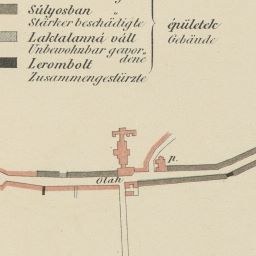 Súlyosban „
Stärker beschädigte
épületek
Laktalanná vált
Gebäude
Unbewohnbar gewor-
dene
Lerombolt
Zusammengestürzte
p.
Oláh